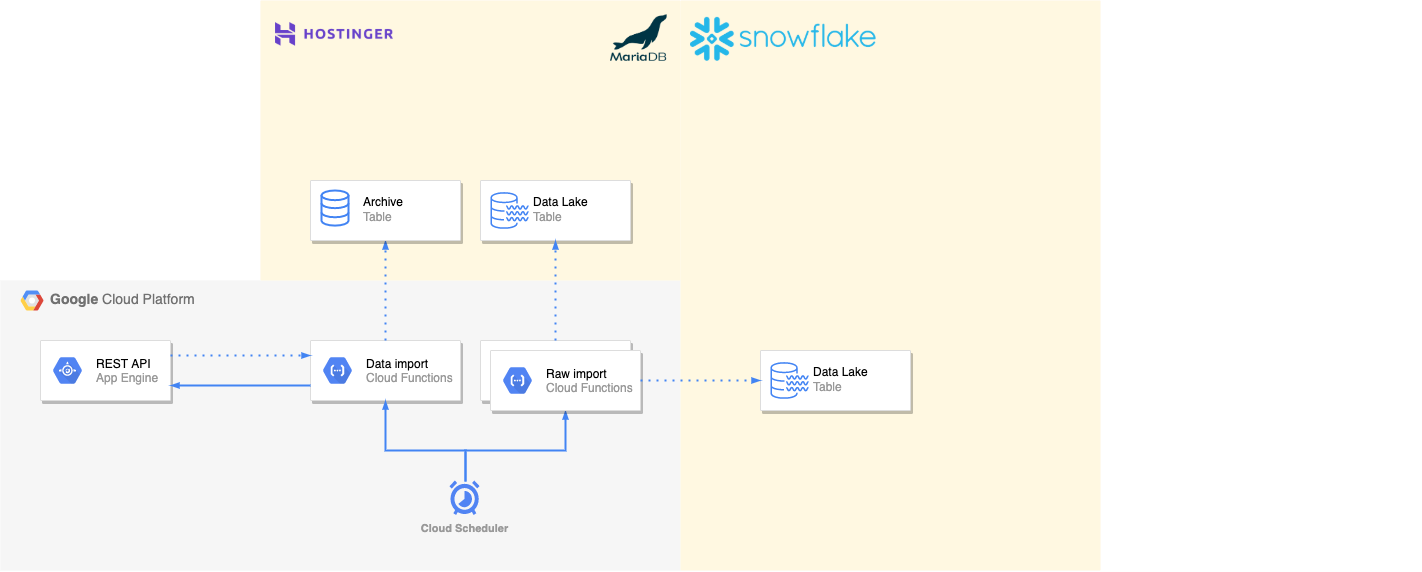 HOSTINGER
MariaDB
snowflake
Archive
Table
Data Lake
Table
Google Cloud Platform
REST API
App Engine
Data import
Cloud Functions
Raw import
Cloud Functions
Data Lake
Table
Cloud Scheduler